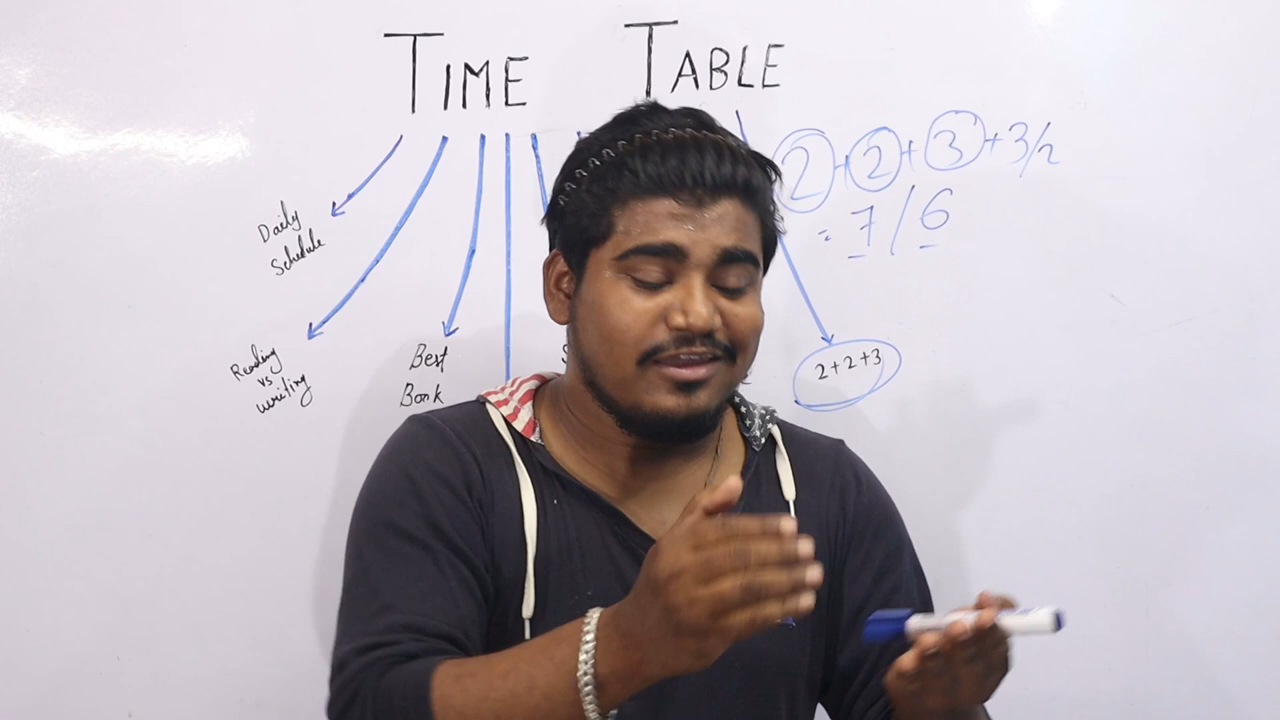 TIME TABLE
2+2+3+3/2
= 7/6
Daily
Schedule
Reading
vs
writing
Best
Book
2+2+3